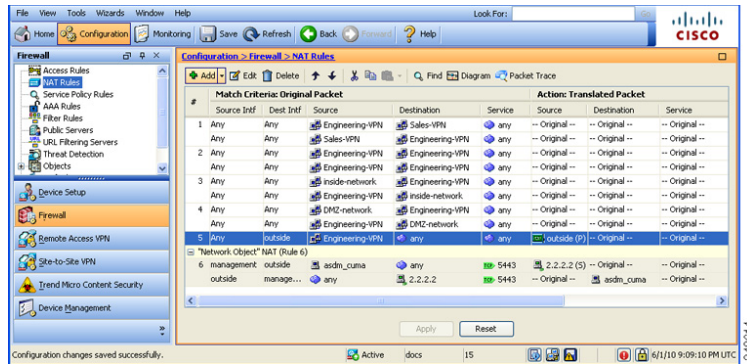 File View Tools Wizards Window Help Look For: Go
Home Configuration Monitoring Save Refresh Back Forward Help
CISCO
Firewall
Access Rules
NAT Rules
Service Policy Rules
AAA Rules
Filter Rules
Public Servers
URL Filtering Servers
Threat Detection
Objects
Device Setup
Firewall
Remote Access VPN
Site-to-Site VPN
Trend Micro Content Security
Device Management
Configuration > Firewall > NAT Rules
Add Edit Delete Find Diagram Packet Trace
# Match Criteria: Original Packet Action: Translated Packet
Source Intf Dest Intf Source Destination Service Source Destination Service
1 Any Any Engineering-VPN Sales-VPN any -- Original -- -- Original -- -- Original --
Any Any Sales-VPN Engineering-VPN any -- Original -- -- Original -- -- Original --
2 Any Any Engineering-VPN Engineering-VPN any -- Original -- -- Original -- -- Original --
Any Any Engineering-VPN Engineering-VPN any -- Original -- -- Original -- -- Original --
3 Any Any inside-network Engineering-VPN any -- Original -- -- Original -- -- Original --
Any Any Engineering-VPN inside-network any -- Original -- -- Original -- -- Original --
4 Any Any DMZ-network Engineering-VPN any -- Original -- -- Original -- -- Original --
Any Any Engineering-VPN DMZ-network any -- Original -- -- Original -- -- Original --
5 Any outside Engineering-VPN any any outside (P) -- Original -- -- Original --
"Network Object" NAT (Rule 6)
6 management outside asdm_cuma any 5443 2.2.2.2 (S) -- Original -- -- Original --
outside manage... any 2.2.2.2 5443 -- Original -- asdm_cuma -- Original --
Apply Reset
Configuration changes saved successfully. Active docs 15 6/1/10 9:09:10 PM UTC